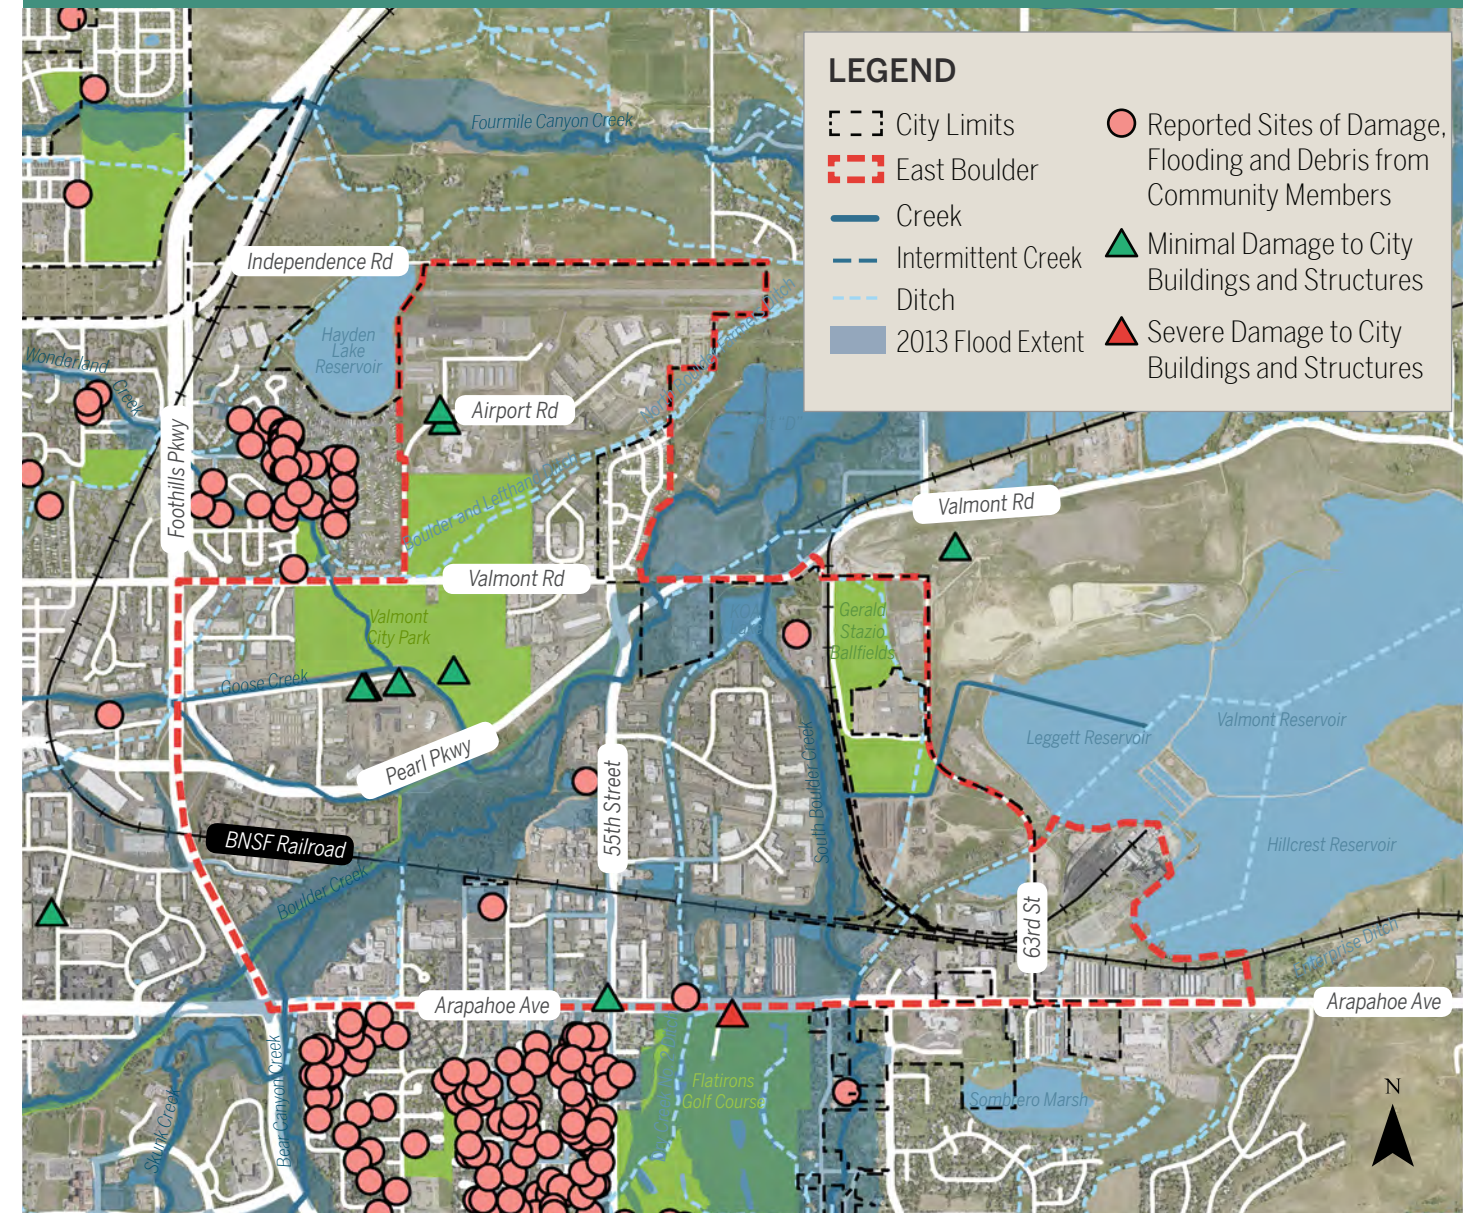 LEGEND
City Limits
East Boulder
Creek
Intermittent Creek
Ditch
2013 Flood Extent
Reported Sites of Damage,
Flooding and Debris from
Community Members
Minimal Damage to City
Buildings and Structures
Severe Damage to City
Buildings and Structures
Fourmile Canyon Creek
Independence Rd
Hayden
Lake
Reservoir
Wonderland Creek
Airport Rd
Foothills Pkwy
Boulder and Lefthand
Valmont Rd
Valmont Rd
Valmont
City Park
Gerald
Stazio
Ballfields
Goose Creek
Pearl Pkwy
55th Street
South Boulder Creek
Leggett Reservoir
Valmont Reservoir
Hillcrest Reservoir
BNSF Railroad
Boulder Creek
63rd St
Enterprise Ditch
Arapahoe Ave
Arapahoe Ave
Skunk Creek
Bear Canyon Creek
Flatirons
Golf Course
Sombrero Marsh
N